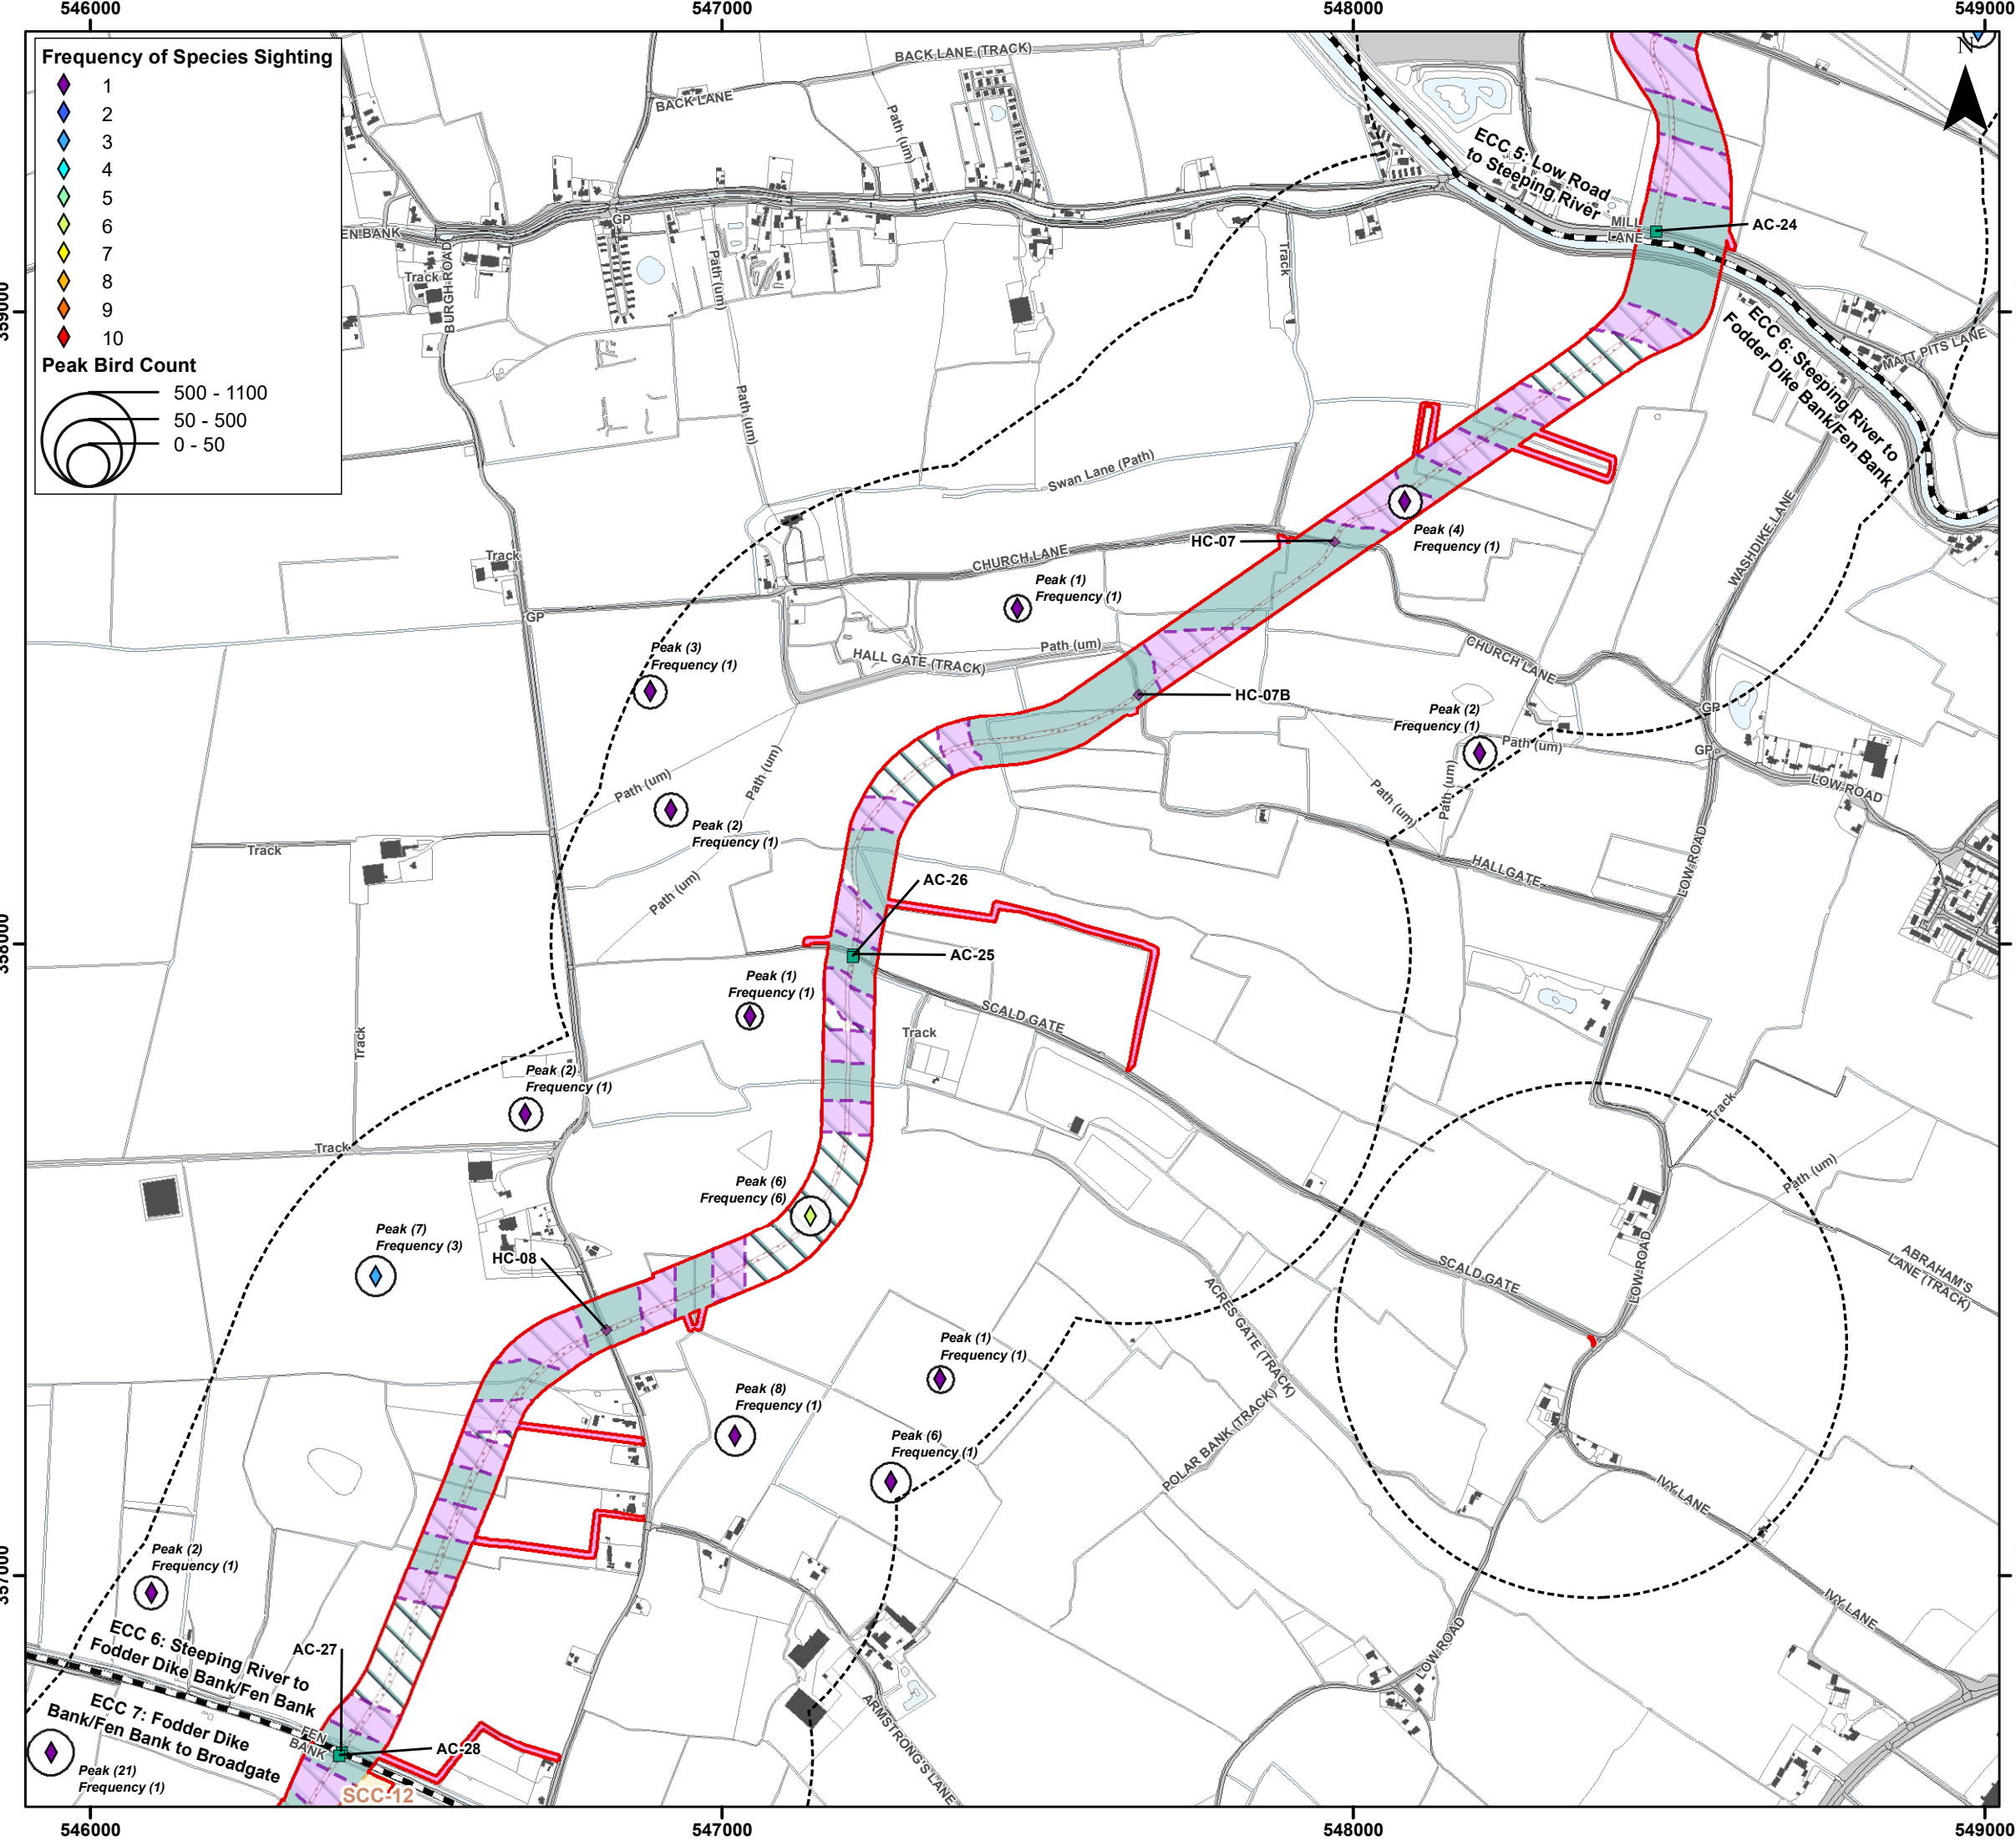 546000
547000
548000
549000
Frequency of Species Sighting
1
2
3
4
5
6
7
8
9
10
Peak Bird Count
500 - 1100
50 - 500
0 - 50
N
BACK LANE (TRACK)
BACK LANE
Path (um)
ECC 5: Low Road
to Steeping River
MILL
LANE
AC-24
GP
EN BANK
Track
BURGH ROAD
Path (um)
Track
359000
ECC 6: Steeping River to
Fodder Dike Bank/Fen Bank
MATT PITS LANE
Path (um)
Swan Lane (Path)
WASHDIKE LANE
Peak (4)
Frequency (1)
HC-07
Track
CHURCH LANE
Peak (1)
Frequency (1)
GP
Peak (3)
Frequency (1)
HALL GATE (TRACK)
Path (um)
CHURCH LANE
HC-07B
GP
Peak (2)
Frequency (1)
Path (um)
GP
Path (um)
Path (um)
Path (um)
Path (um)
LOW ROAD
Peak (2)
Frequency (1)
Track
HALLGATE
LOW ROAD
Path (um)
AC-26
358000
AC-25
Peak (1)
Frequency (1)
SCALD GATE
Track
Track
Peak (2)
Frequency (1)
Track
Track
Path (um)
Peak (6)
Frequency (6)
Peak (7)
Frequency (3)
HC-08
SCALD GATE
LOW ROAD
ABRAHAM'S
LANE (TRACK)
ACRES GATE (TRACK)
Peak (1)
Frequency (1)
Peak (8)
Frequency (1)
POLAR BANK (TRACK)
Peak (6)
Frequency (1)
IVY LANE
357000
Peak (2)
Frequency (1)
IVY LANE
ECC 6: Steeping River to
Fodder Dike Bank/Fen Bank
AC-27
LOW ROAD
ECC 7: Fodder Dike
Bank/Fen Bank to Broadgate
FEN
BANK
AC-28
ARMSTRONG'S LANE
Peak (21)
Frequency (1)
SCC-12
546000
547000
548000
549000